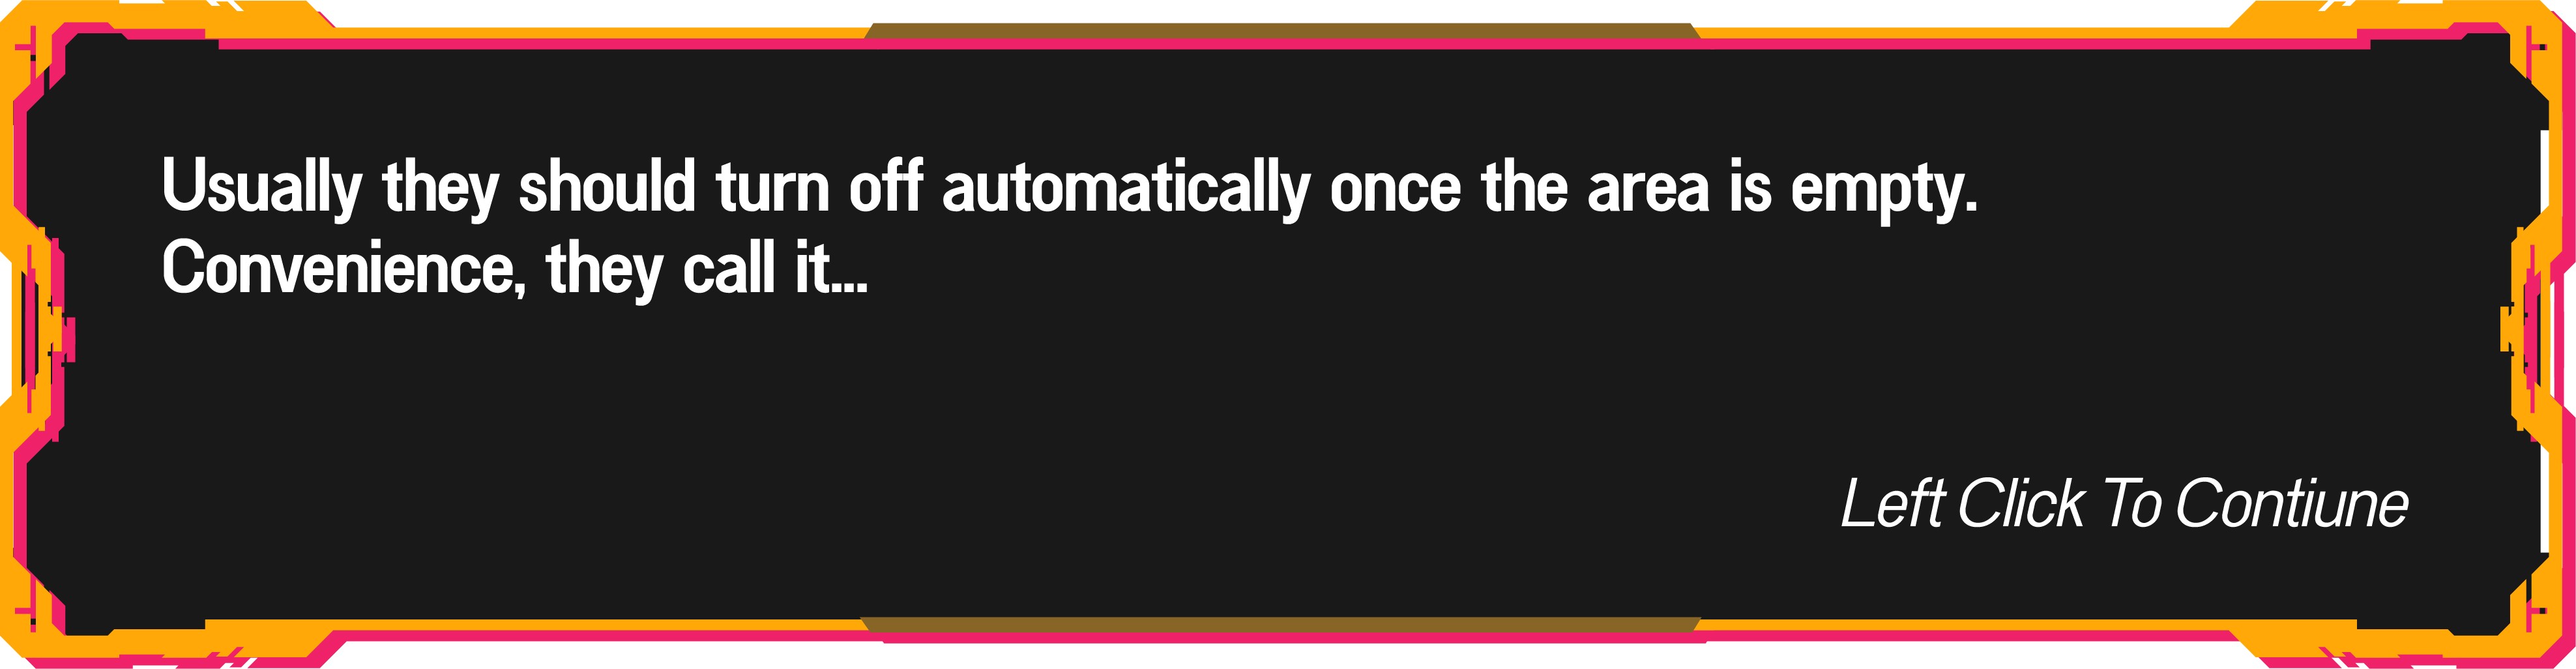 Usually they should turn off automatically once the area is empty.
Convenience, they call it...
Left Click To Contiune